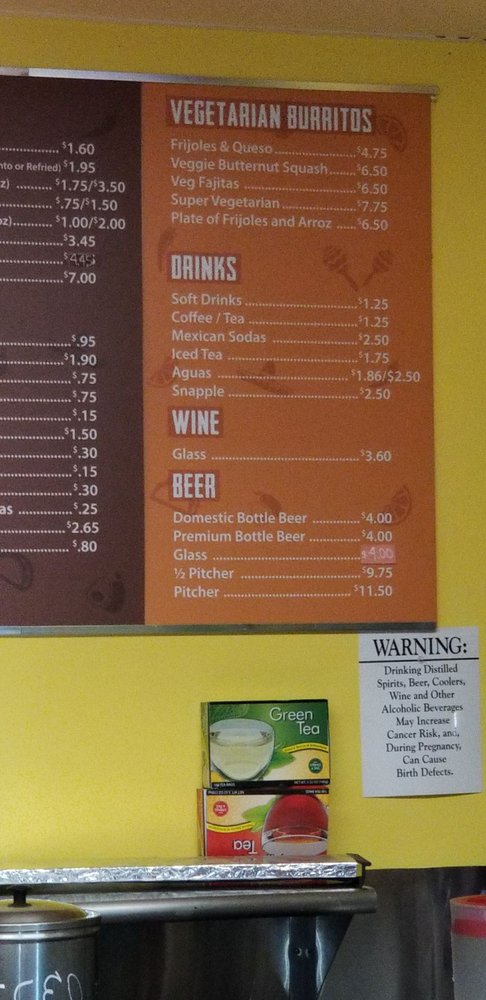 $1.60
nto or Refried) $1.95
z) ........ $1.75/$3.50
$.75/$1.50
oz)........ $1.00/$2.00
$3.45
$7.00
$.95
$1.90
$.75
$.75
$.15
$1.50
$.30
$.15
$.30
as ........ $.25
$2.65
$.80
VEGETARIAN BURRITOS
Frijoles & Queso ........ $4.75
Veggie Butternut Squash ........ $6.50
Veg Fajitas ........ $6.50
Super Vegetarian ........ $7.75
Plate of Frijoles and Arroz ..... $6.50
DRINKS
Soft Drinks ........ $1.25
Coffee / Tea ........ $1.25
Mexican Sodas ........ $2.50
Iced Tea ........ $1.75
Aguas ........ $1.86/$2.50
Snapple ........ $2.50
WINE
Glass ........ $3.60
BEER
Domestic Bottle Beer ........ $4.00
Premium Bottle Beer ........ $4.00
Glass ........ $4.00
½ Pitcher ........ $9.75
Pitcher ........ $11.50
WARNING:
Drinking Distilled
Spirits, Beer, Coolers,
Wine and Other
Alcoholic Beverages
May Increase
Cancer Risk, and,
During Pregnancy,
Can Cause
Birth Defects.
Green
Tea
Tea